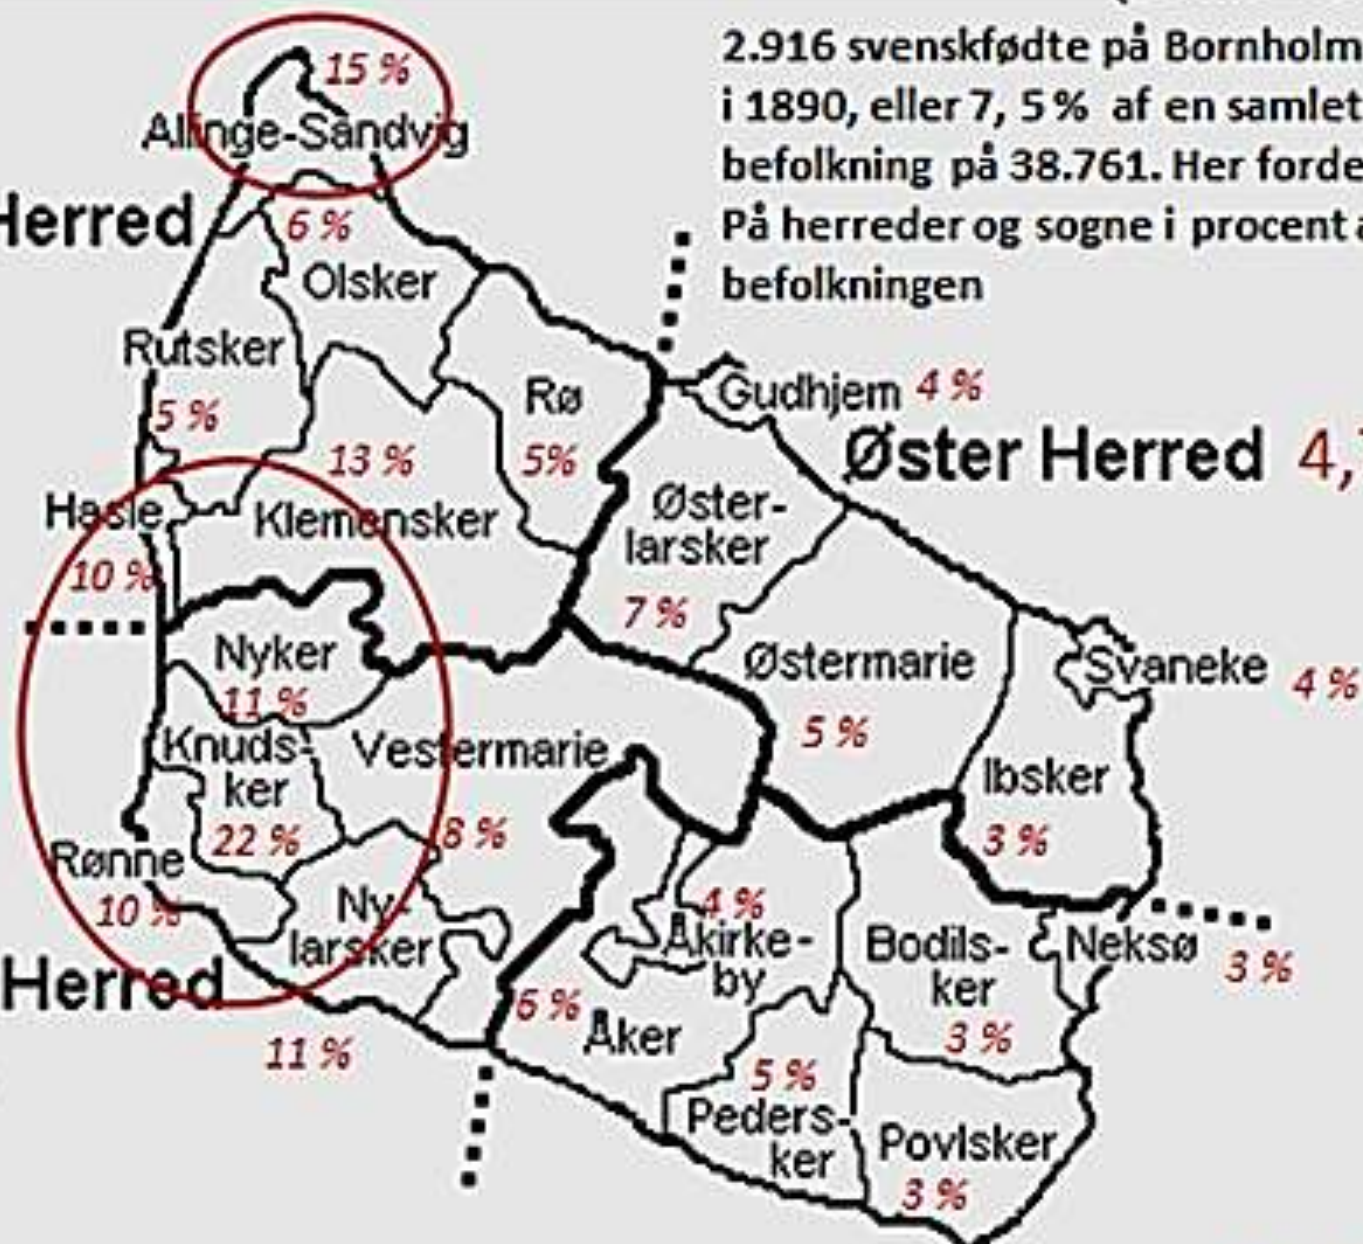 2.916 svenskfødte på Bornholm
i 1890, eller 7, 5% af en samlet
befolkning på 38.761. Her forde
På herreder og sogne i procent a
befolkningen
15 %
Allinge-Sandvig
Herred
6 %
Olsker
Rutsker
5 %
Rø
5%
Gudhjem 4 %
Øster Herred 4,
13 %
Klemensker
Hasle
10 %
Øster-
larsker
7 %
Østermarie
5 %
Svaneke 4 %
Nyker
11 %
Knuds-
ker
22 %
Vestermarie
8 %
Ibsker
3 %
Rønne
10 %
Ny-
larsker
Herred
11 %
4 %
Åkirke-
by
6 %
Åker
Bodils-
ker
3 %
Neksø
3 %
5 %
Peders-
ker
Povlsker
3 %